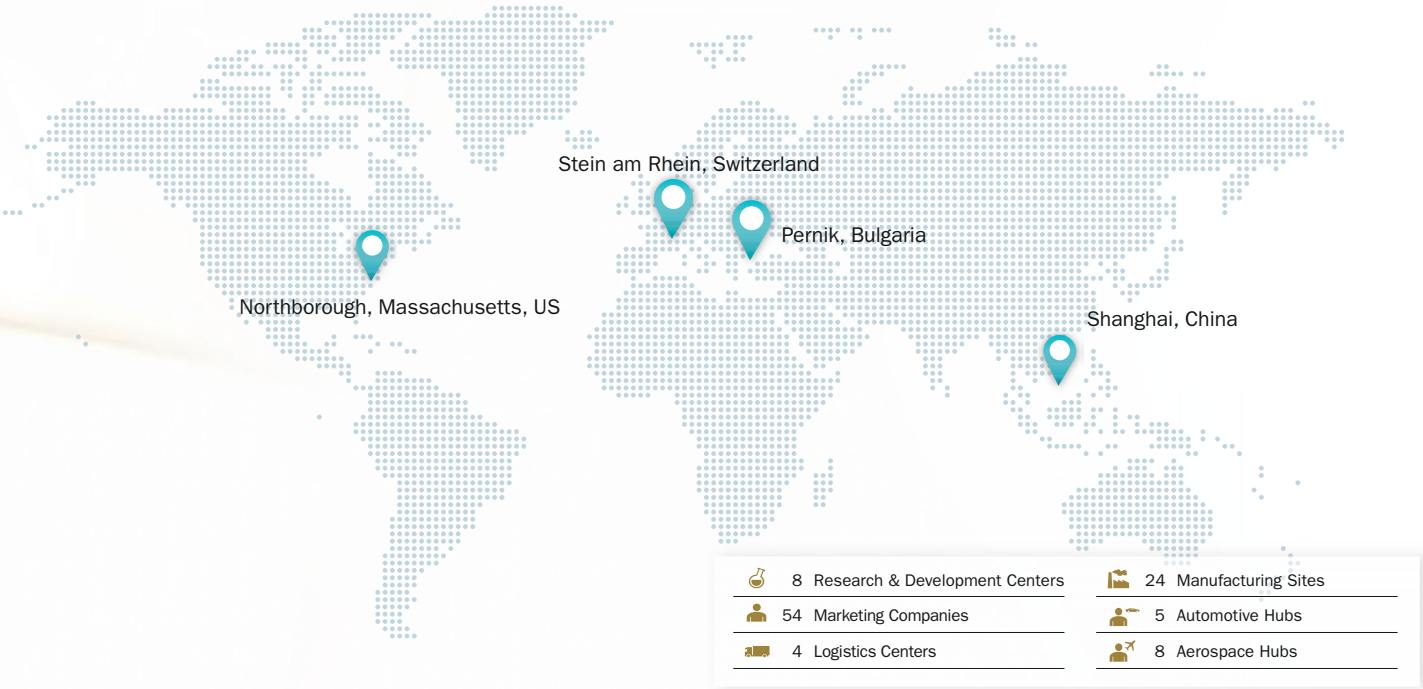 Stein am Rhein, Switzerland
Pernik, Bulgaria
Northborough, Massachusetts, US
Shanghai, China
8 Research & Development Centers
54 Marketing Companies
4 Logistics Centers
24 Manufacturing Sites
5 Automotive Hubs
8 Aerospace Hubs